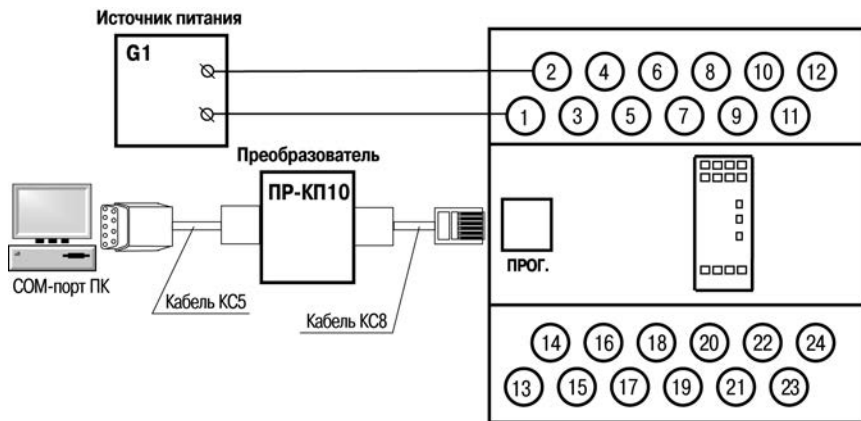 Источник питания
G1
2 4 6 8 10 12
1 3 5 7 9 11
Преобразователь
ПР-КП10
ПРОГ.
COM-порт ПК
Кабель КС5
Кабель КС8
14 16 18 20 22 24
13 15 17 19 21 23